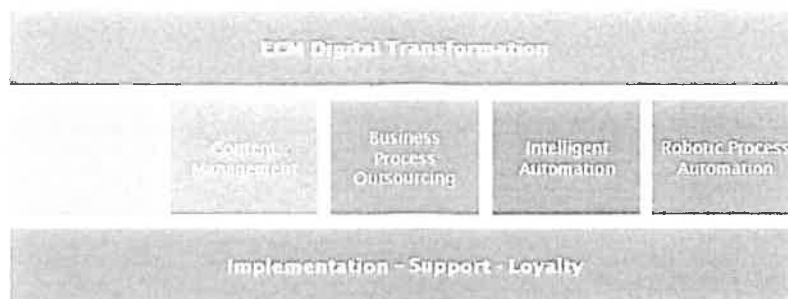 ECM Digital Transformation
Content
Management
Business
Process
Outsourcing
Intelligent
Automation
Robotic Process
Automation
Implementation - Support - Loyalty